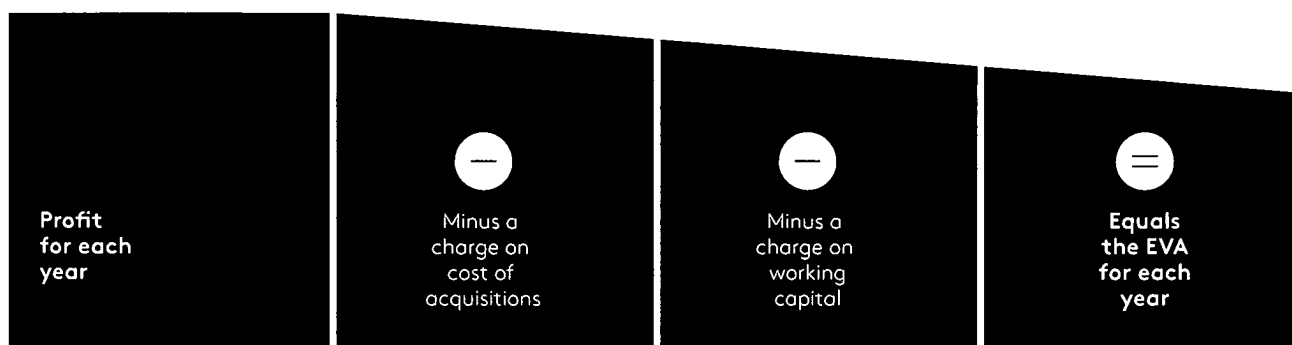 Profit
for each
year
—
Minus a
charge on
cost of
acquisitions
—
Minus a
charge on
working
capital
=
Equals
the EVA
for each
year